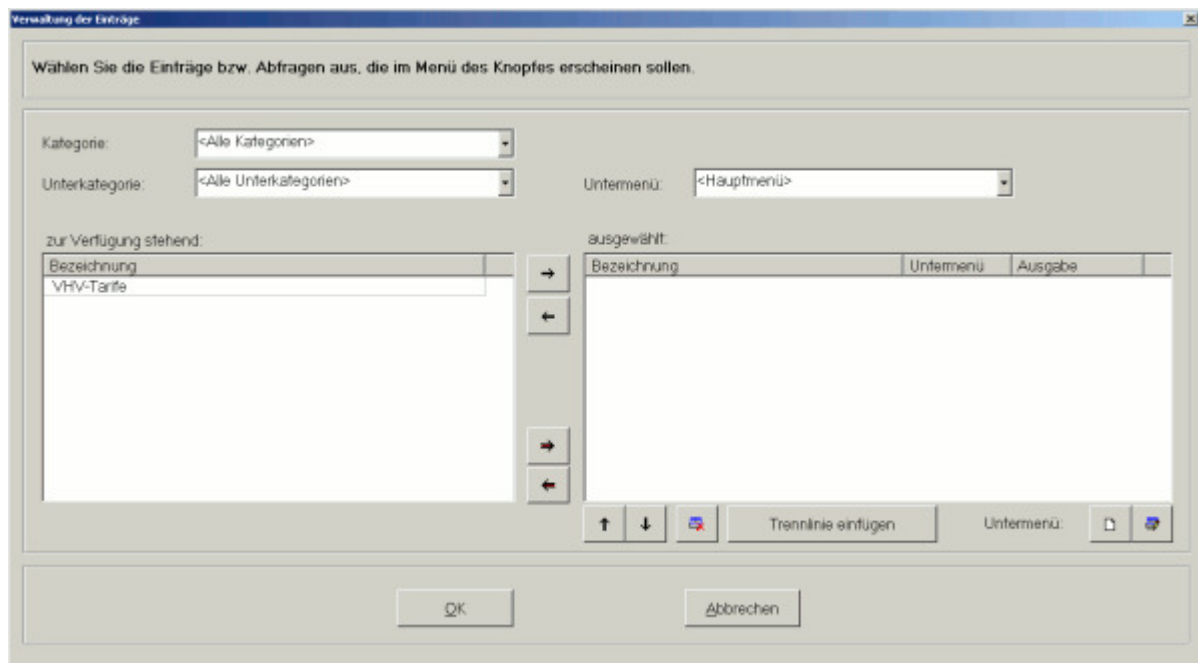 Verwaltung der Einträge
Wählen Sie die Einträge bzw. Abfragen aus, die im Menü des Knopfes erscheinen sollen.
Kategorie: <Alle Kategorien>
Unterkategorie: <Alle Unterkategorien> Untermenü: <Hauptmenü>
zur Verfügung stehend: ausgewählt:
Bezeichnung Bezeichnung Untermenü Ausgabe
VHV-Tarife
Trennlinie einfügen Untermenü:
OK Abbrechen